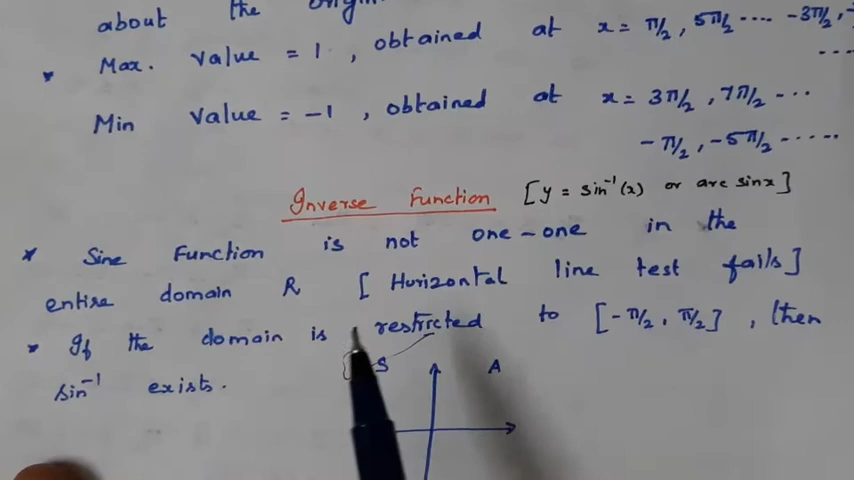 about the origin
* Max. value = 1 , obtained at x = π/2 , 5π/2 .... -3π/2 , -
....
Min value = -1 , obtained at x = 3π/2 , 7π/2 ...
-π/2 , -5π/2 .....
Inverse Function [y = sin⁻¹(x) or arc sinx]
* Sine Function is not one-one in the
entire domain R [Horizontal line test fails]
* If the domain is restricted to [-π/2 , π/2] , then
sin⁻¹ exists.
S A